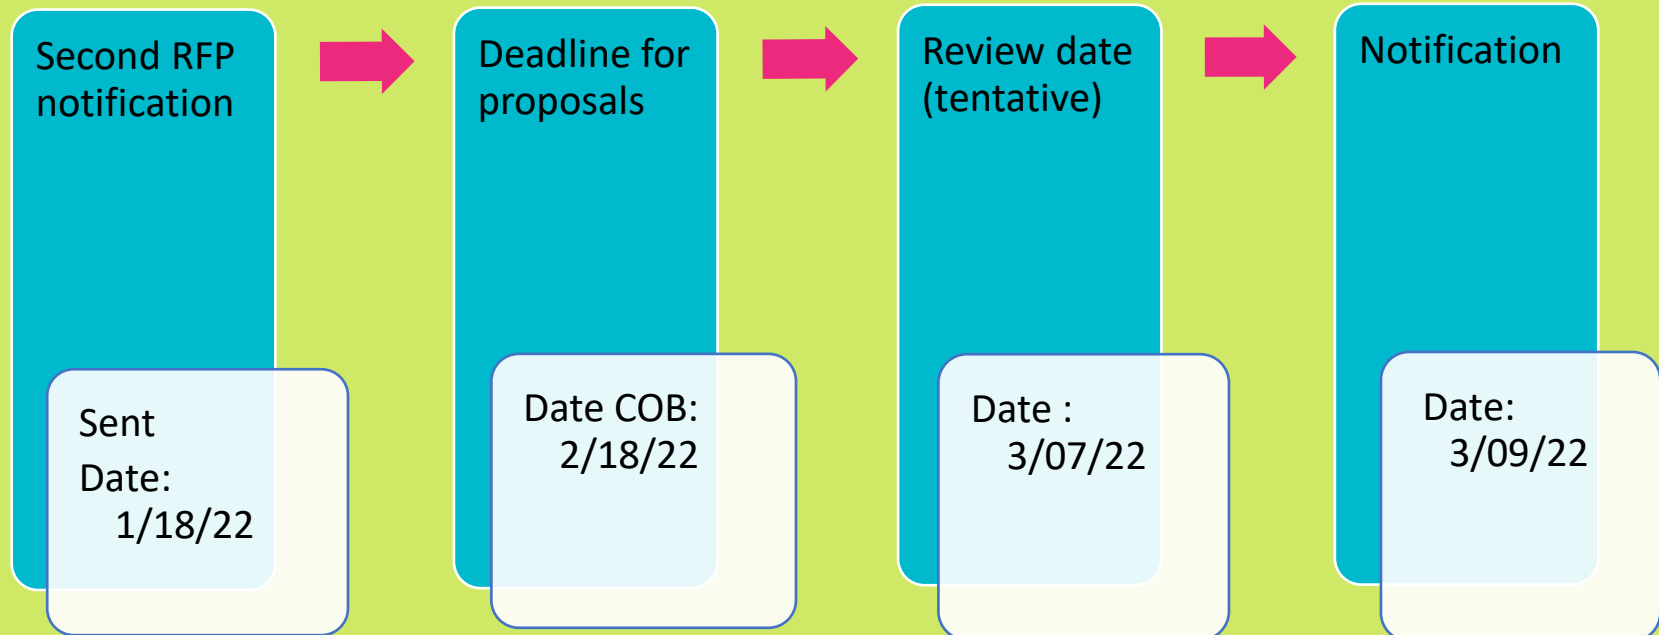 Second RFP
notification
Sent
Date:
1/18/22
Deadline for
proposals
Date COB:
2/18/22
Review date
(tentative)
Date :
3/07/22
Notification
Date:
3/09/22